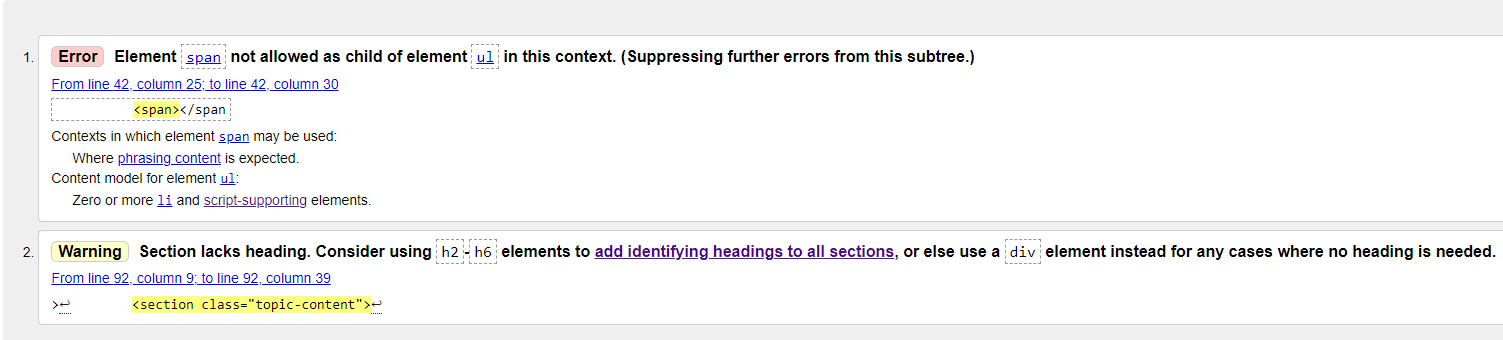 1. Error Element span not allowed as child of element ul in this context. (Suppressing further errors from this subtree.)
From line 42, column 25; to line 42, column 30
<span></span
Contexts in which element span may be used:
Where phrasing content is expected.
Content model for element ul:
Zero or more li and script-supporting elements.
2. Warning Section lacks heading. Consider using h2-h6 elements to add identifying headings to all sections, or else use a div element instead for any cases where no heading is needed.
From line 92, column 9; to line 92, column 39
>↩ <section class="topic-content">↩